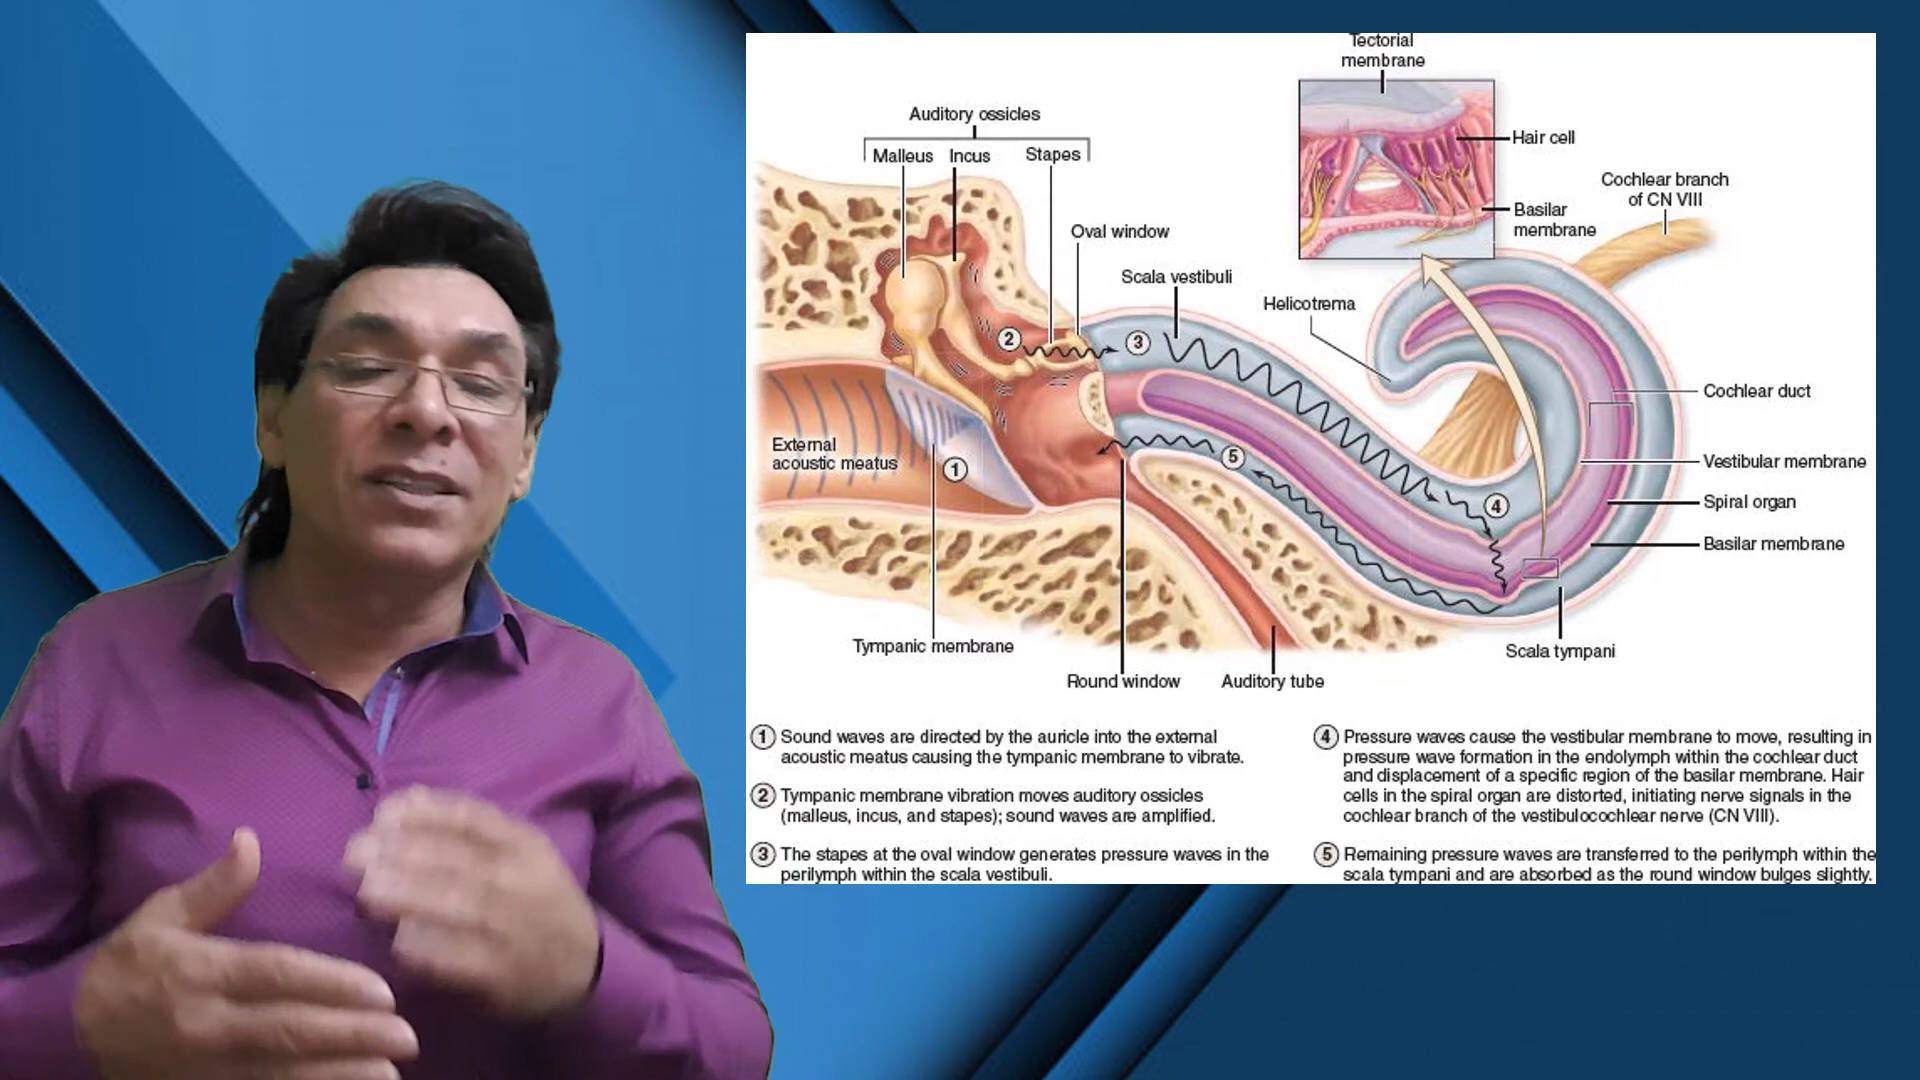 Tectorial
membrane
Auditory ossicles
Malleus Incus Stapes
Hair cell
Cochlear branch
of CN VIII
Basilar
membrane
Oval window
Scala vestibuli
Helicotrema
2
3
Cochlear duct
External
acoustic meatus
1
5
Vestibular membrane
4
Spiral organ
Basilar membrane
Tympanic membrane
Scala tympani
Round window
Auditory tube
1 Sound waves are directed by the auricle into the external
acoustic meatus causing the tympanic membrane to vibrate.
2 Tympanic membrane vibration moves auditory ossicles
(malleus, incus, and stapes); sound waves are amplified.
3 The stapes at the oval window generates pressure waves in the
perilymph within the scala vestibuli.
4 Pressure waves cause the vestibular membrane to move, resulting in
pressure wave formation in the endolymph within the cochlear duct
and displacement of a specific region of the basilar membrane. Hair
cells in the spiral organ are distorted, initiating nerve signals in the
cochlear branch of the vestibulocochlear nerve (CN VIII).
5 Remaining pressure waves are transferred to the perilymph within the
scala tympani and are absorbed as the round window bulges slightly.